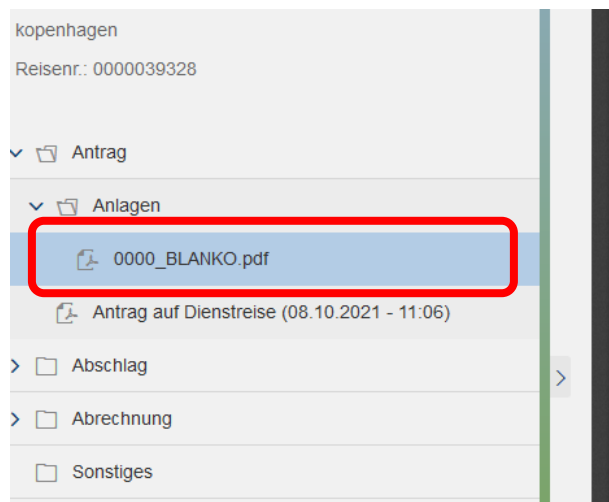 kopenhagen
Reisenr.: 0000039328
Antrag
Anlagen
0000_BLANKO.pdf
Antrag auf Dienstreise (08.10.2021 - 11:06)
Abschlag
Abrechnung
Sonstiges